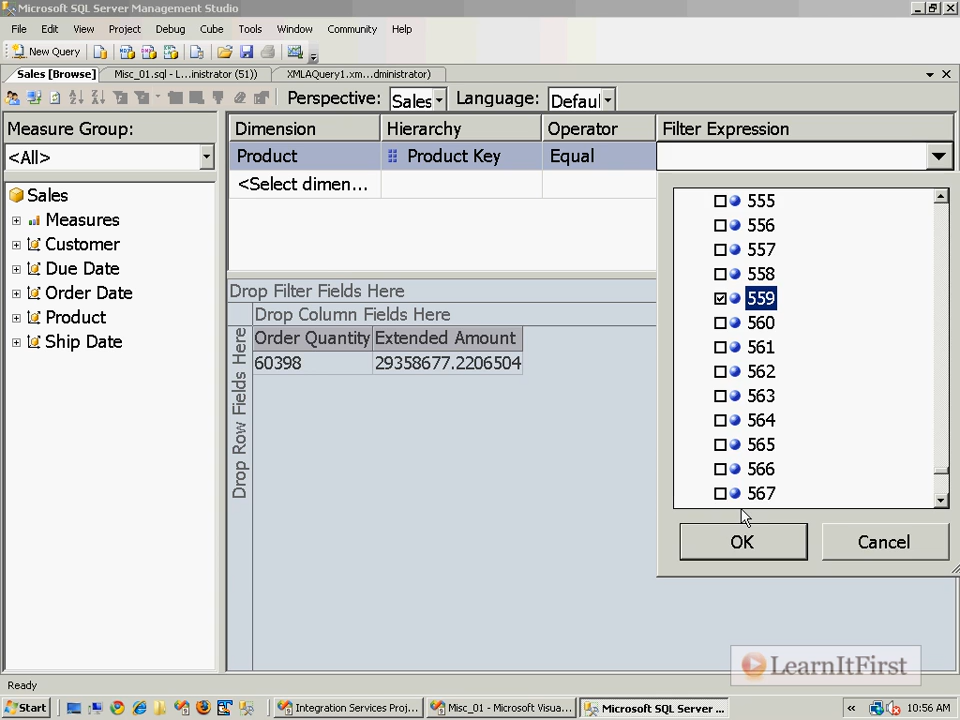 Microsoft SQL Server Management Studio
File Edit View Project Debug Cube Tools Window Community Help
New Query
Sales [Browse] Misc_01.sql - L...inistrator (51)) XMLAQuery1.xm...dministrator)
Perspective: Sales Language: Defaul
Measure Group:
<All>
Sales
Measures
Customer
Due Date
Order Date
Product
Ship Date
Dimension Hierarchy Operator Filter Expression
Product Product Key Equal
<Select dimen...
555
556
557
558
559
560
561
562
563
564
565
566
567
OK Cancel
Drop Filter Fields Here
Drop Column Fields Here
Drop Row Fields Here
Order Quantity Extended Amount
60398 29358677.2206504
LearnItFirst
Ready
Start Integration Services Proj... Misc_01 - Microsoft Visua... Microsoft SQL Server ... « 10:56 AM